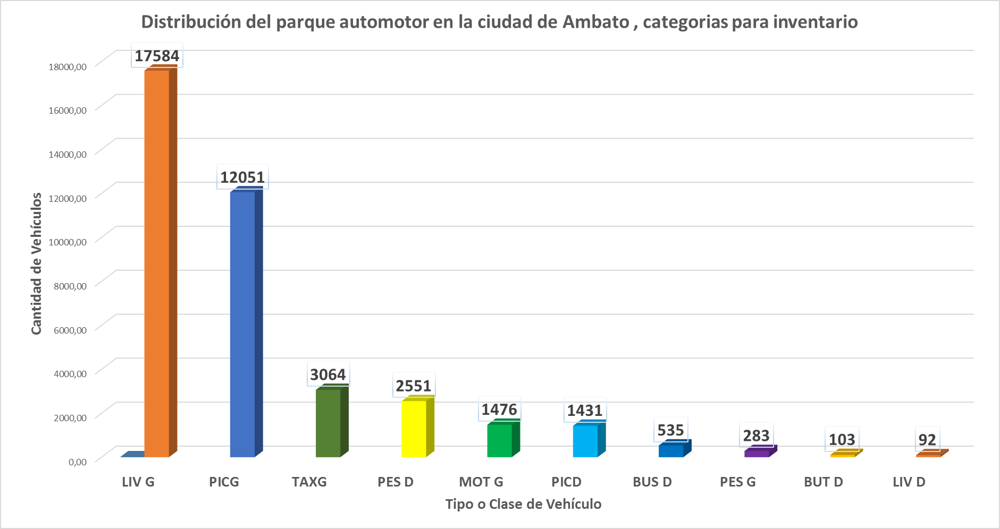 Distribución del parque automotor en la ciudad de Ambato , categorias para inventario
Cantidad de Vehículos
18000,00
16000,00
14000,00
12000,00
10000,00
8000,00
6000,00
4000,00
2000,00
0,00
17584
12051
3064
2551
1476
1431
535
283
103
92
LIV G
PICG
TAXG
PES D
MOT G
PICD
BUS D
PES G
BUT D
LIV D
Tipo o Clase de Vehículo